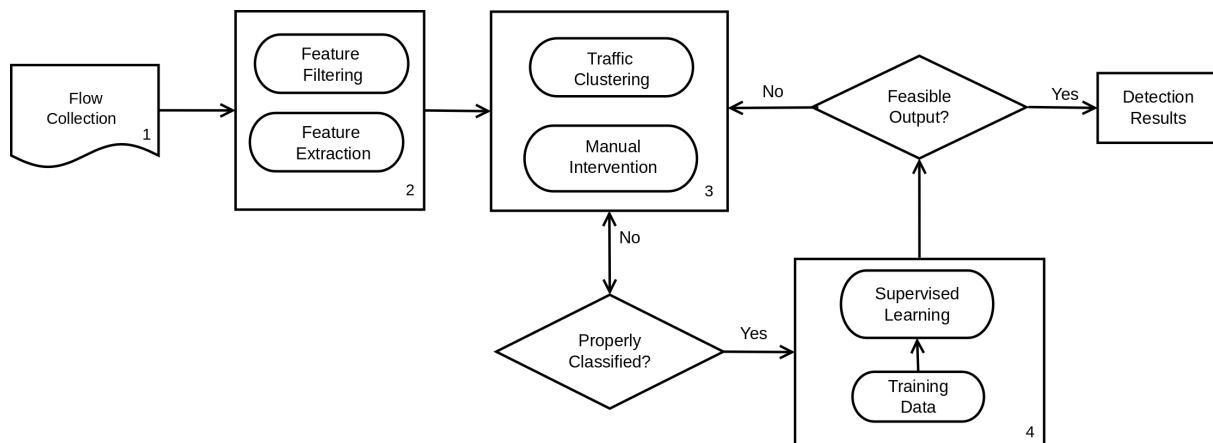 Flow
Collection
1
Feature
Filtering
Feature
Extraction
2
Traffic
Clustering
Manual
Intervention
3
No
Properly
Classified?
Yes
Supervised
Learning
Training
Data
4
Feasible
Output?
No
Yes
Detection
Results